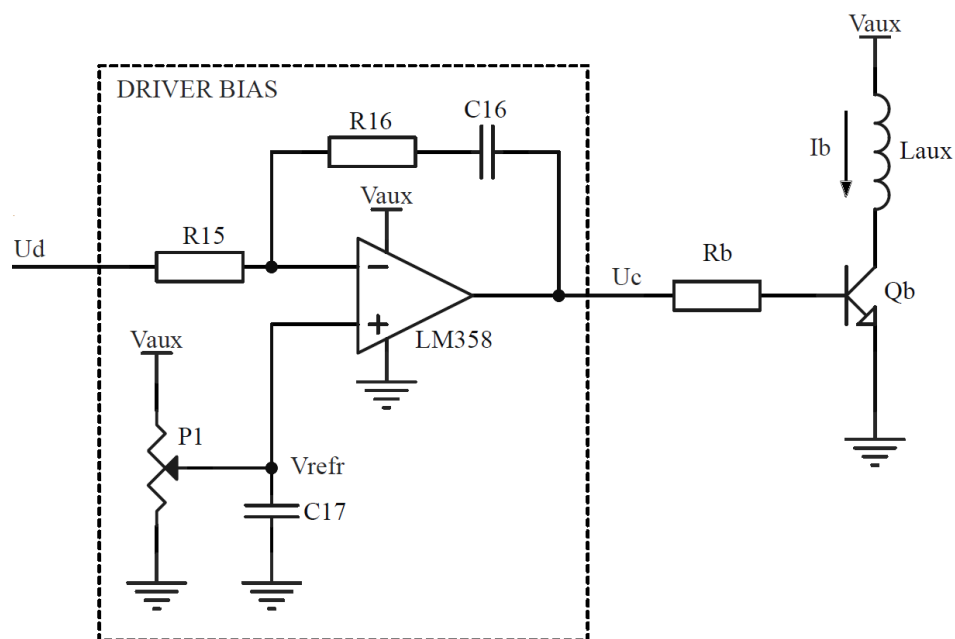 Vaux
DRIVER BIAS
C16
R16
Ib
Laux
Vaux
Ud
R15
Uc
Rb
Qb
LM358
Vaux
P1
Vrefr
C17